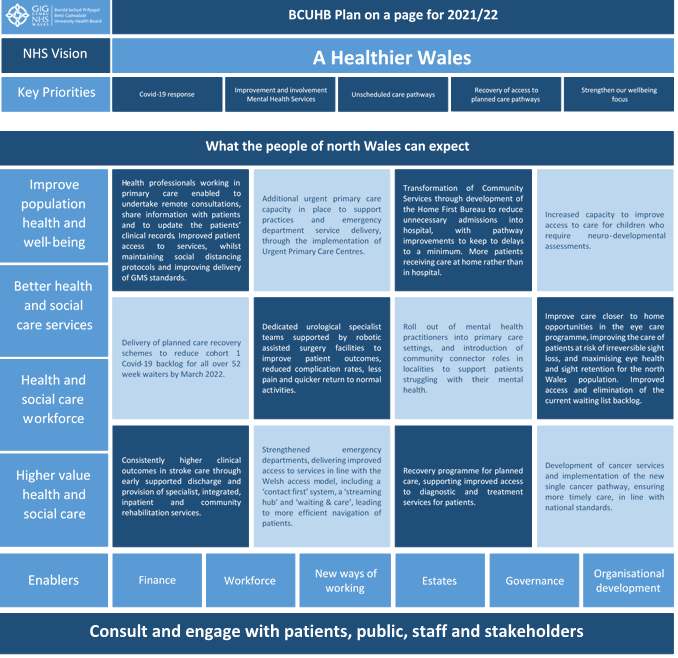 GIG
CYMRU
NHS
WALES
Bwrdd Iechyd Prifysgol
Betsi Cadwaladr
University Health Board
BCUHB Plan on a page for 2021/22
NHS Vision
A Healthier Wales
Key Priorities
Covid-19 response
Improvement and involvement
Mental Health Services
Unscheduled care pathways
Recovery of access to
planned care pathways
Strengthen our wellbeing
focus
What the people of north Wales can expect
Improve
population
health and
well-being
Better health
and social
care services
Health and
social care
workforce
Higher value
health and
social care
Health professionals working in
primary care enabled to
undertake remote consultations,
share information with patients
and to update the patients'
clinical records. Improved patient
access to services, whilst
maintaining social distancing
protocols and improving delivery
of GMS standards.
Additional urgent primary care
capacity in place to support
practices and emergency
department service delivery,
through the implementation of
Urgent Primary Care Centres.
Transformation of Community
Services through development of
the Home First Bureau to reduce
unnecessary admissions into
hospital, with pathway
improvements to keep to delays
to a minimum. More patients
receiving care at home rather than
in hospital.
Increased capacity to improve
access to care for children who
require neuro-developmental
assessments.
Delivery of planned care recovery
schemes to reduce cohort 1
Covid-19 backlog for all over 52
week waiters by March 2022.
Dedicated urological specialist
teams supported by robotic
assisted surgery facilities to
improve patient outcomes,
reduced complication rates, less
pain and quicker return to normal
activities.
Roll out of mental health
practitioners into primary care
settings, and introduction of
community connector roles in
localities to support patients
struggling with their mental
health.
Improve care closer to home
opportunities in the eye care
programme, improving the care of
patients at risk of irreversible sight
loss, and maximising eye health
and sight retention for the north
Wales population. Improved
access and elimination of the
current waiting list backlog.
Consistently higher clinical
outcomes in stroke care through
early supported discharge and
provision of specialist, integrated,
inpatient and community
rehabilitation services.
Strengthened emergency
departments, delivering improved
access to services in line with the
Welsh access model, including a
'contact first' system, a 'streaming
hub' and 'waiting & care', leading
to more efficient navigation of
patients.
Recovery programme for planned
care, supporting improved access
to diagnostic and treatment
services for patients.
Development of cancer services
and implementation of the new
single cancer pathway, ensuring
more timely care, in line with
national standards.
Enablers
Finance
Workforce
New ways of
working
Estates
Governance
Organisational
development
Consult and engage with patients, public, staff and stakeholders